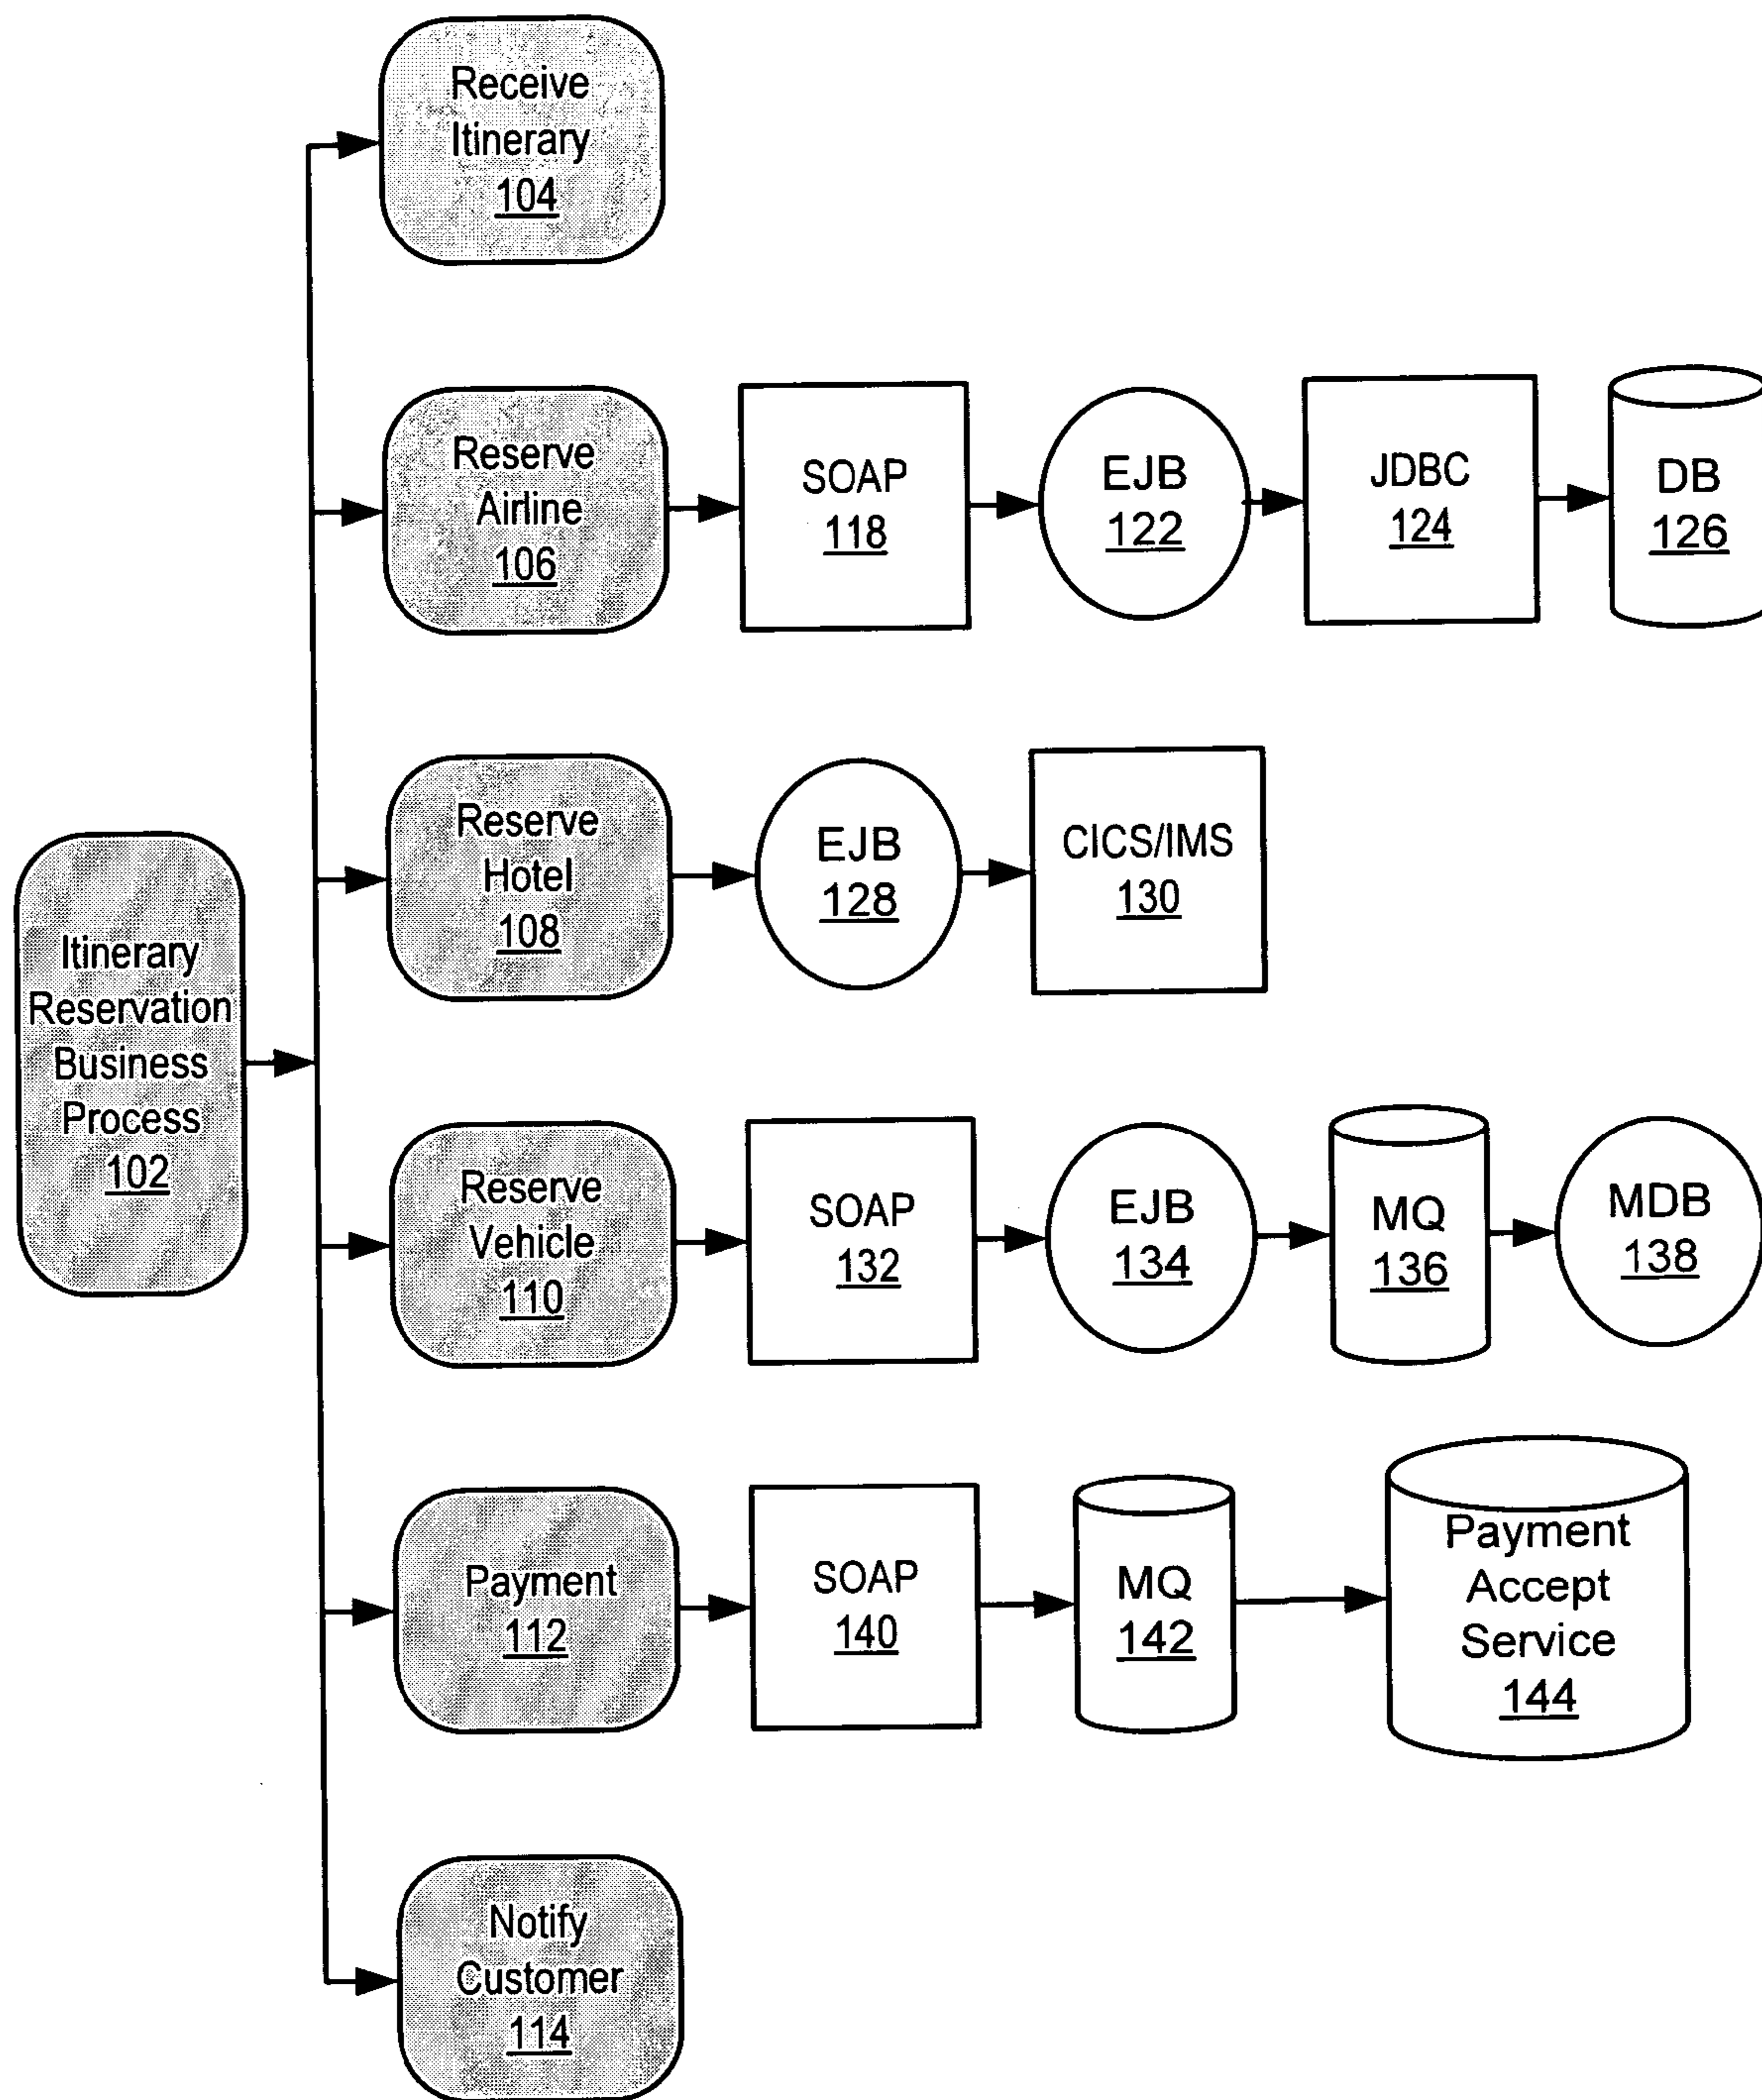 Receive
Itinerary
104
Reserve
Airline
106
SOAP
118
EJB
122
JDBC
124
DB
126
Reserve
Hotel
108
EJB
128
CICS/IMS
130
Itinerary
Reservation
Business
Process
102
Reserve
Vehicle
110
SOAP
132
EJB
134
MQ
136
MDB
138
Payment
112
SOAP
140
MQ
142
Payment
Accept
Service
144
Notify
Customer
114